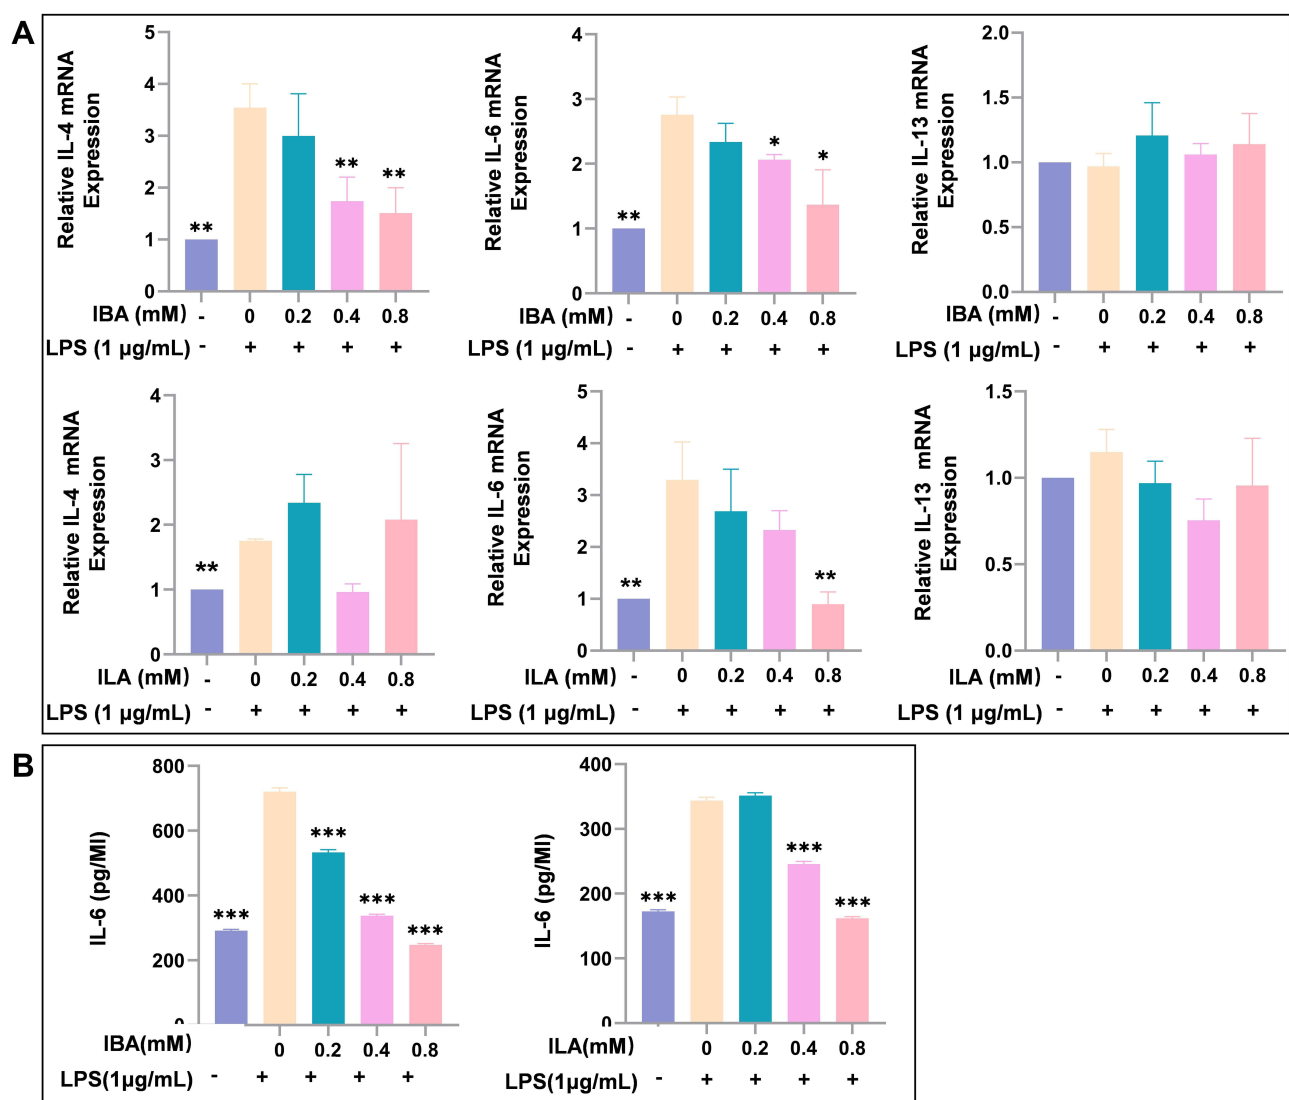 A
Relative IL-4 mRNA
Expression
5
4
3
2
1
0
**
**
**
IBA (mM) - 0 0.2 0.4 0.8
LPS (1 µg/mL) - + + + +
Relative IL-6 mRNA
Expression
4
3
2
1
0
**
*
*
IBA (mM) - 0 0.2 0.4 0.8
LPS (1 µg/mL) - + + + +
Relative IL-13 mRNA
Expression
2.0
1.5
1.0
0.5
0.0
IBA (mM) - 0 0.2 0.4 0.8
LPS (1 µg/mL) - + + + +
Relative IL-4 mRNA
Expression
4
3
2
1
0
**
ILA (mM) - 0 0.2 0.4 0.8
LPS (1 µg/mL) - + + + +
Relative IL-6 mRNA
Expression
5
4
3
2
1
0
**
**
ILA (mM) - 0 0.2 0.4 0.8
LPS (1 µg/mL) - + + + +
Relative IL-13 mRNA
Expression
1.5
1.0
0.5
0.0
ILA (mM) - 0 0.2 0.4 0.8
LPS (1 µg/mL) - + + + +
B
IL-6 (pg/MI)
800
600
400
200
0
***
***
***
***
IBA(mM) 0 0.2 0.4 0.8
LPS(1µg/mL) - + + + +
IL-6 (pg/MI)
400
300
200
100
0
***
***
***
ILA(mM) 0 0.2 0.4 0.8
LPS(1µg/mL) - + + + +